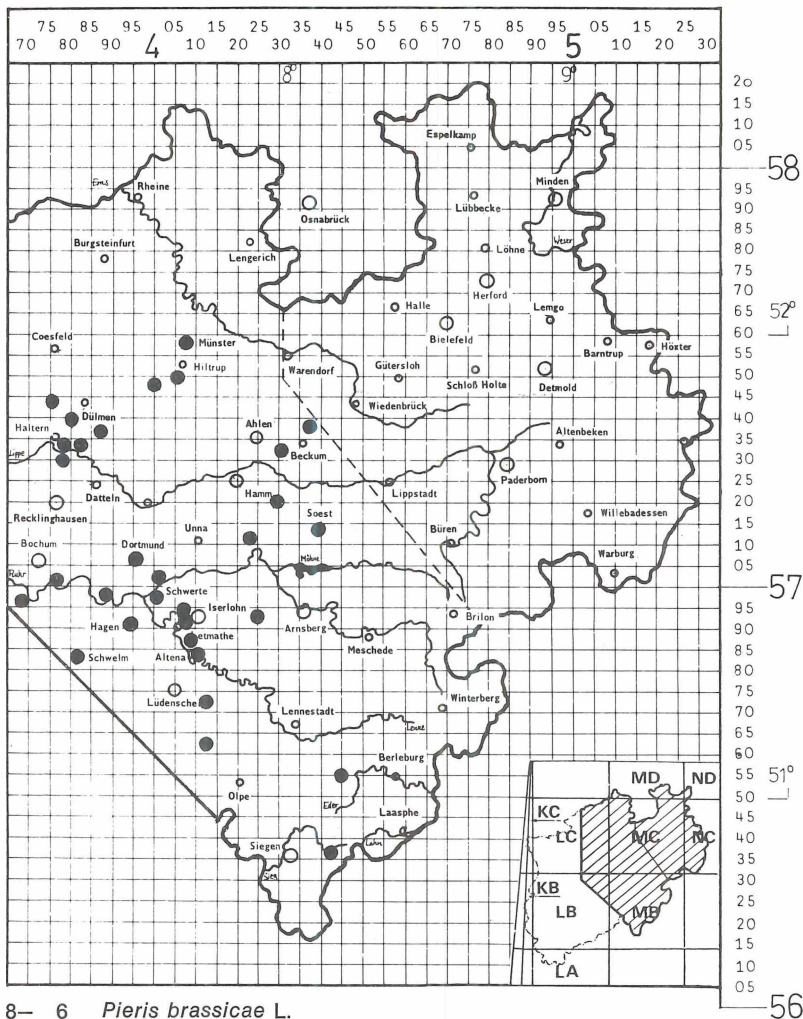 85 95 4 05 15 25 35 45 55 65 75 85 95 5 05 15 25
70 80 90 10 20 30 40 50 60 70 80 90 10 20 30
8° 9°
20
15
10
Espelkamp 05
58
Ems Rheine Minden 95
Osnabrück Lübbecke 90
Burgsteinfurt Lengerich Löhne Weser 80
85
75
Herford 70
Halle Lemgo 65
52°
Coesfeld Münster Bielefeld Barntrup Höxter 60
Hiltrup Warendorf Gütersloh Schloß Holte Detmold 55
50
Wiedenbrück 45
Dülmen 40
Haltern Ahlen Beckum Altenbeken 35
Lippe 30
Datteln Hamm Lippstadt Paderborn 25
Recklinghausen Soest Willebadessen 20
Unna Büren 15
Bochum Dortmund Möhne Warburg 10
05
Ruhr Schwerte 57
Iserlohn Brilon 95
Hagen Arnsberg 90
etmathe Meschede
Schwelm Altena 85
80
Lüdenscheid Winterberg 75
Lennestadt Lenne 70
65
60
Berleburg 55
51°
Olpe Eder 50
Laasphe 45
Siegen Lahn 40
Sieg 35
30
25
20
15
10
05
MD ND
KC
LC MC NC
KB
LB MB
LA
56
8– 6 Pieris brassicae L.